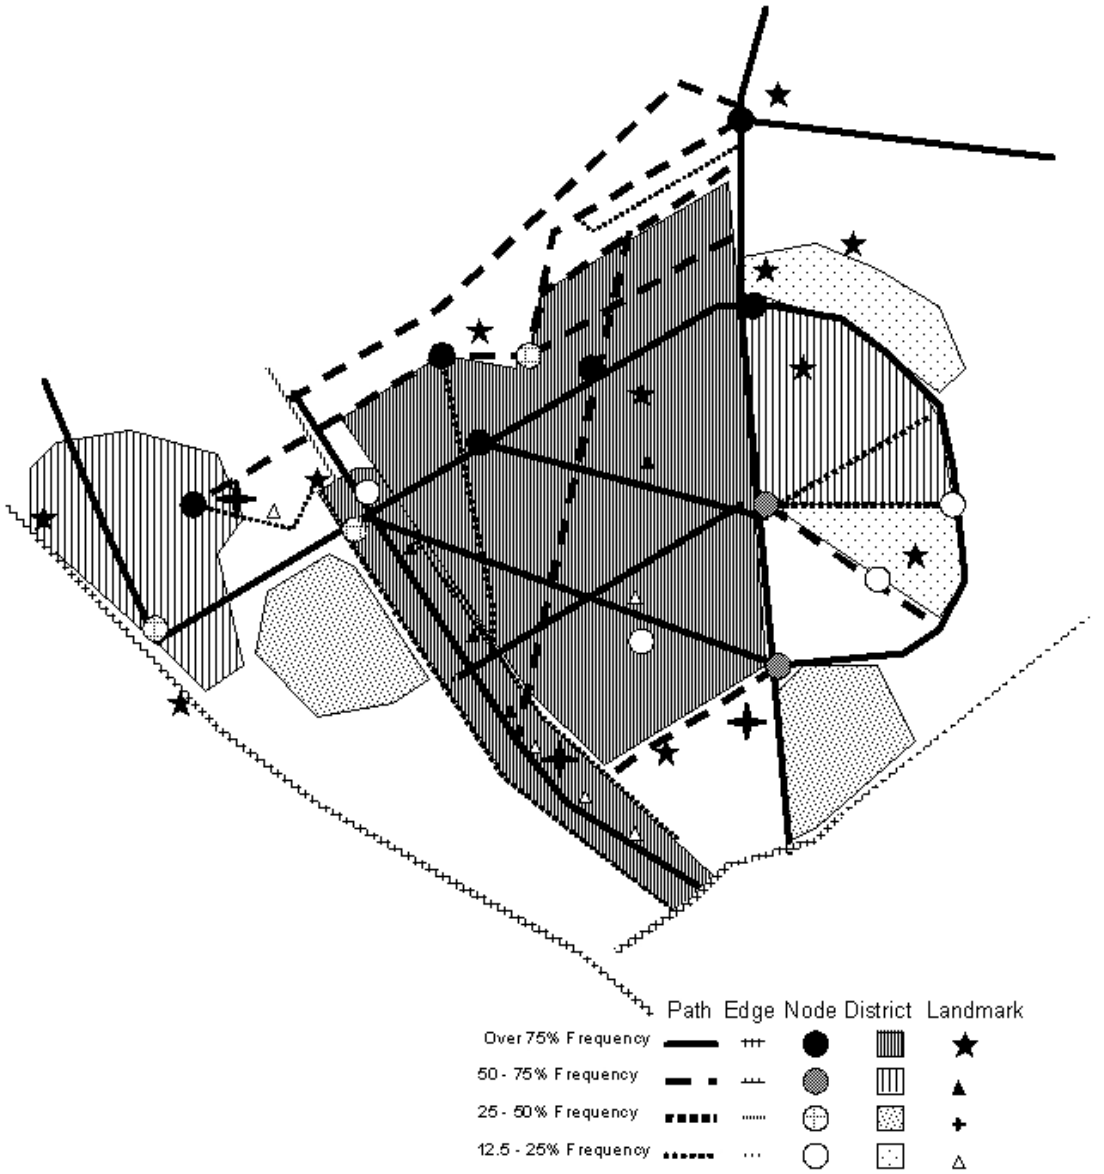 Path Edge Node District Landmark
Over 75% Frequency
50 - 75% Frequency
25 - 50% Frequency
12.5 - 25% Frequency